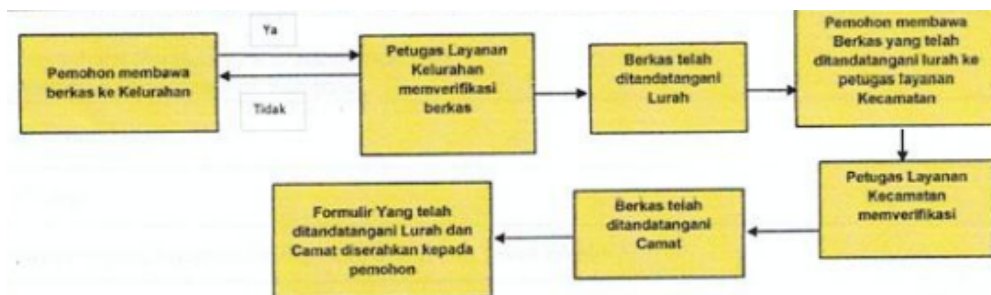 Ya
Pemohon membawa
berkas ke Kelurahan
Tidak
Petugas Layanan
Kelurahan
memverifikasi
berkas
Berkas telah
ditandatangani
Lurah
Pemohon membawa
Berkas yang telah
ditandatangani lurah ke
petugas layanan
Kecamatan
Petugas Layanan
Kecamatan
memverifikasi
Berkas telah
ditandatangani
Camat
Formulir Yang telah
ditandatangani Lurah dan
Camat diserahkan kepada
pemohon